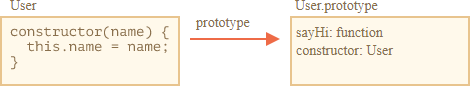 User
constructor(name) {
  this.name = name;
}
prototype
User.prototype
sayHi: function
constructor: User